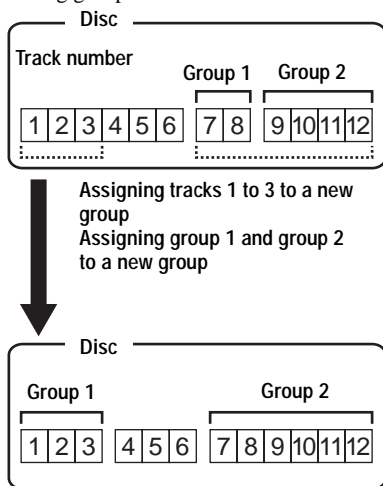 Disc
Track number
Group 1 Group 2
1 2 3 4 5 6 7 8 9 10 11 12
Assigning tracks 1 to 3 to a new
group
Assigning group 1 and group 2
to a new group
Disc
Group 1 Group 2
1 2 3 4 5 6 7 8 9 10 11 12